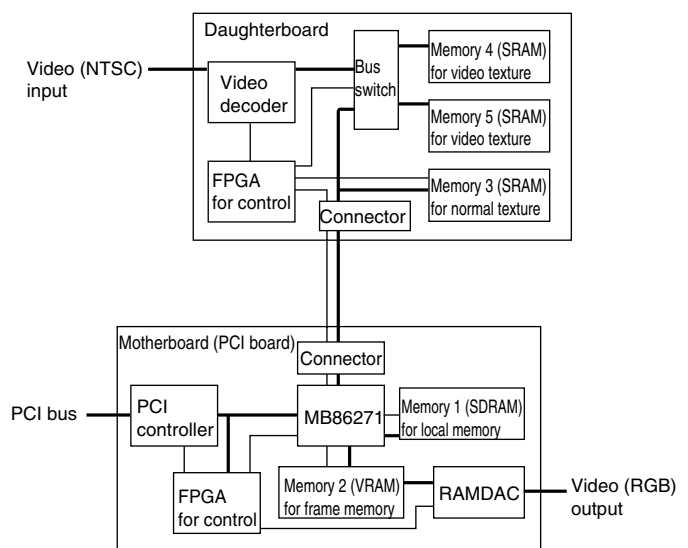 Daughterboard
Video (NTSC)
input
Video
decoder
Bus
switch
Memory 4 (SRAM)
for video texture
Memory 5 (SRAM)
for video texture
FPGA
for control
Memory 3 (SRAM)
for normal texture
Connector
Motherboard (PCI board)
Connector
PCI bus
PCI
controller
MB86271
Memory 1 (SDRAM)
for local memory
FPGA
for control
Memory 2 (VRAM)
for frame memory
RAMDAC
Video (RGB)
output